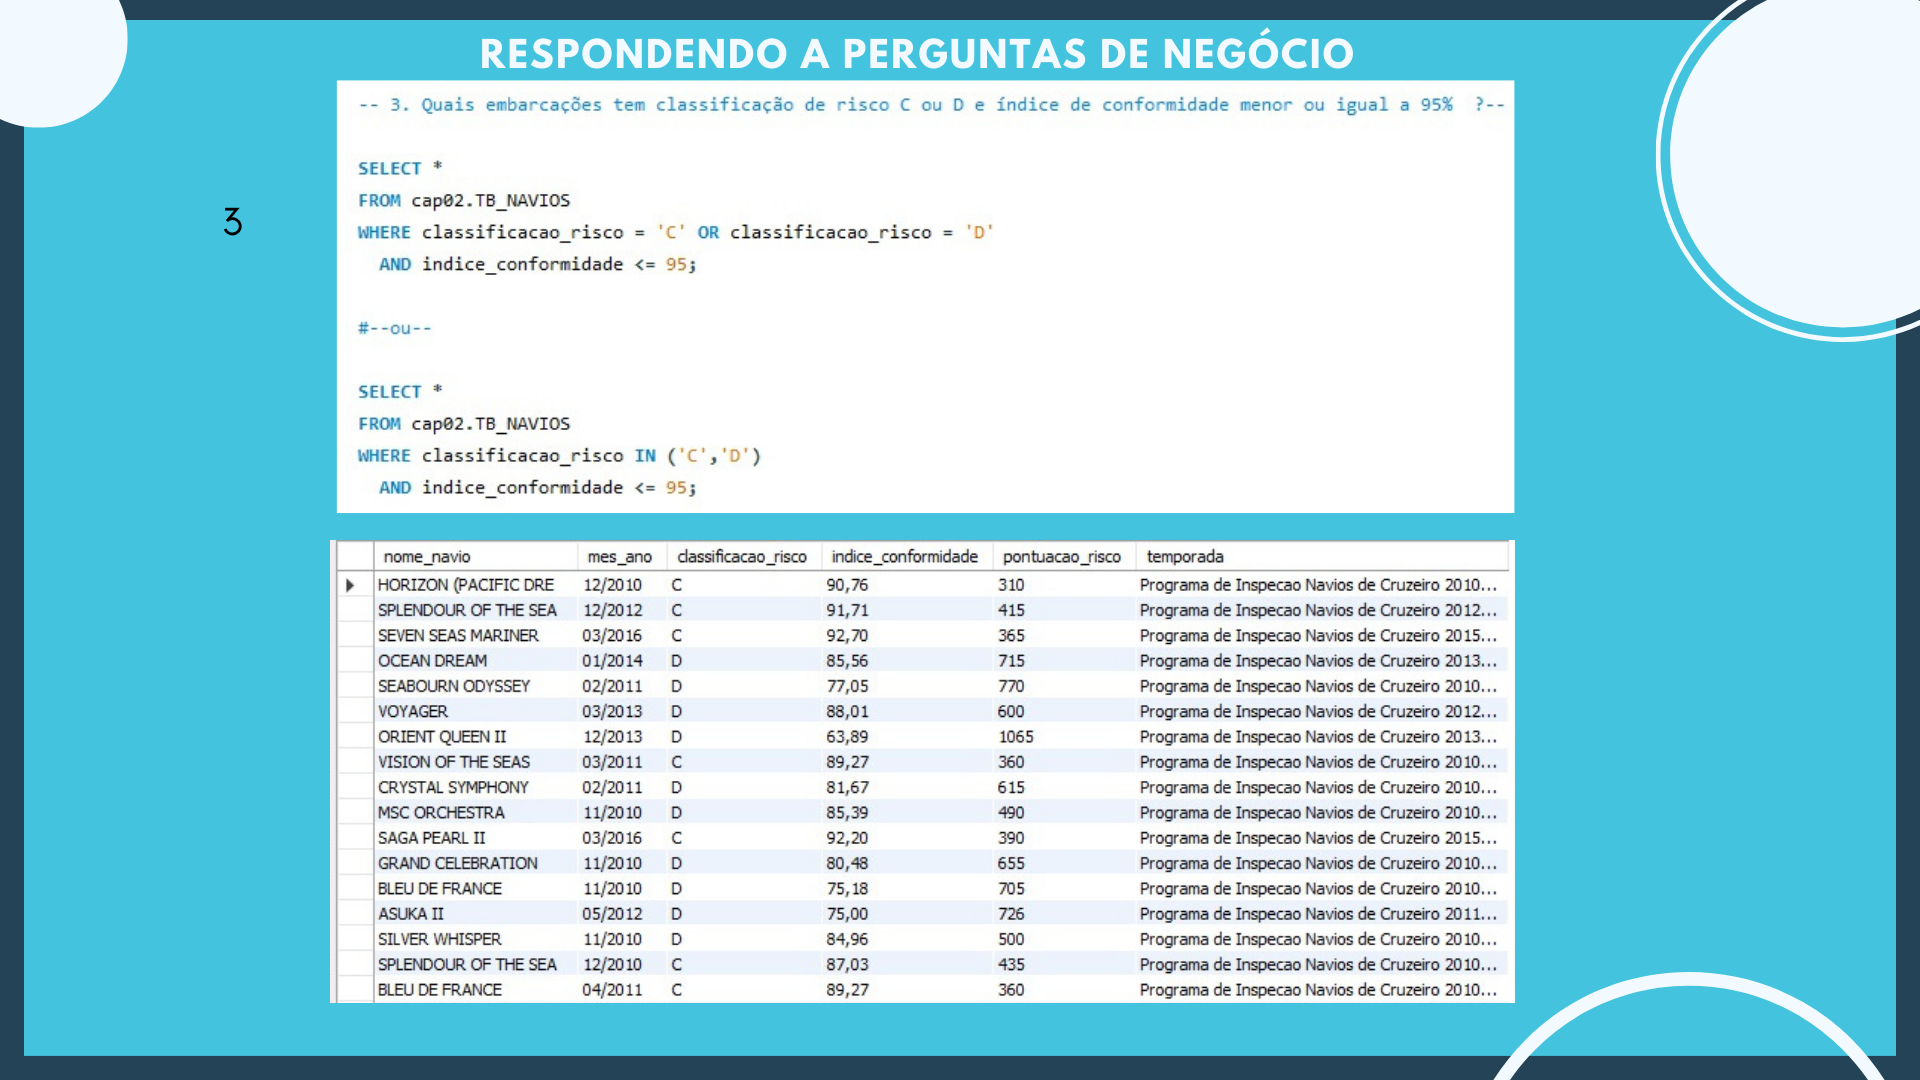 RESPONDENDO A PERGUNTAS DE NEGÓCIO
-- 3. Quais embarcações tem classificação de risco C ou D e índice de conformidade menor ou igual a 95%  ?--
3
SELECT *
FROM cap02.TB_NAVIOS
WHERE classificacao_risco = 'C' OR classificacao_risco = 'D'
AND indice_conformidade <= 95;
#--ou--
SELECT *
FROM cap02.TB_NAVIOS
WHERE classificacao_risco IN ('C','D')
AND indice_conformidade <= 95;
nome_navio mes_ano classificacao_risco indice_conformidade pontuacao_risco temporada
HORIZON (PACIFIC DRE 12/2010 C 90,76 310 Programa de Inspecao Navios de Cruzeiro 2010...
SPLENDOUR OF THE SEA 12/2012 C 91,71 415 Programa de Inspecao Navios de Cruzeiro 2012...
SEVEN SEAS MARINER 03/2016 C 92,70 365 Programa de Inspecao Navios de Cruzeiro 2015...
OCEAN DREAM 01/2014 D 85,56 715 Programa de Inspecao Navios de Cruzeiro 2013...
SEABOURN ODYSSEY 02/2011 D 77,05 770 Programa de Inspecao Navios de Cruzeiro 2010...
VOYAGER 03/2013 D 88,01 600 Programa de Inspecao Navios de Cruzeiro 2012...
ORIENT QUEEN II 12/2013 D 63,89 1065 Programa de Inspecao Navios de Cruzeiro 2013...
VISION OF THE SEAS 03/2011 C 89,27 360 Programa de Inspecao Navios de Cruzeiro 2010...
CRYSTAL SYMPHONY 02/2011 D 81,67 615 Programa de Inspecao Navios de Cruzeiro 2010...
MSC ORCHESTRA 11/2010 D 85,39 490 Programa de Inspecao Navios de Cruzeiro 2010...
SAGA PEARL II 03/2016 C 92,20 390 Programa de Inspecao Navios de Cruzeiro 2015...
GRAND CELEBRATION 11/2010 D 80,48 655 Programa de Inspecao Navios de Cruzeiro 2010...
BLEU DE FRANCE 11/2010 D 75,18 705 Programa de Inspecao Navios de Cruzeiro 2010...
ASUKA II 05/2012 D 75,00 726 Programa de Inspecao Navios de Cruzeiro 2011...
SILVER WHISPER 11/2010 D 84,96 500 Programa de Inspecao Navios de Cruzeiro 2010...
SPLENDOUR OF THE SEA 12/2010 C 87,03 435 Programa de Inspecao Navios de Cruzeiro 2010...
BLEU DE FRANCE 04/2011 C 89,27 360 Programa de Inspecao Navios de Cruzeiro 2010...